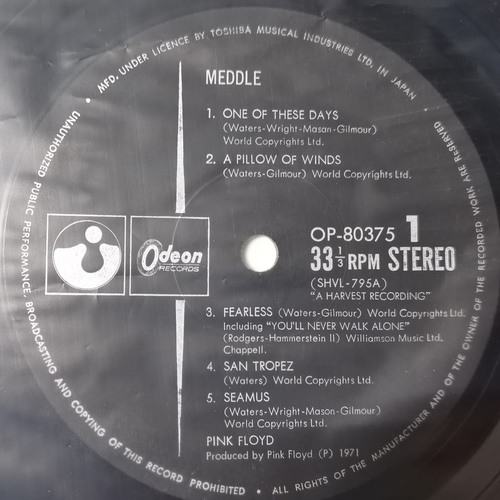 MFD. UNDER LICENCE BY TOSHIBA MUSICAL INDUSTRIES LTD. IN JAPAN
MEDDLE
1. ONE OF THESE DAYS
(Waters-Wright-Mason-Gilmour)
World Copyrights Ltd.
2. A PILLOW OF WINDS
(Waters-Gilmour) World Copyrights Ltd.
Odeon
RECORDS
OP-80375 1
33 1/3 RPM STEREO
(SHVL-795A)
"A HARVEST RECORDING"
3. FEARLESS (Waters-Gilmour) World Copyrights Ltd.
Including "YOU'LL NEVER WALK ALONE"
(Rodgers-Hammerstein II) Williamson Music Ltd.
Chappell.
4. SAN TROPEZ
(Waters) World Copyrights Ltd.
5. SEAMUS
(Waters-Wright-Mason-Gilmour)
World Copyrights Ltd.
PINK FLOYD
Produced by Pink Floyd (P) 1971
• ALL RIGHTS OF THE MANUFACTURER AND OF THE OWNER OF THE RECORDED WORK ARE RESERVED
• UNAUTHORIZED PUBLIC PERFORMANCE, BROADCASTING AND COPYING OF THIS RECORD PROHIBITED